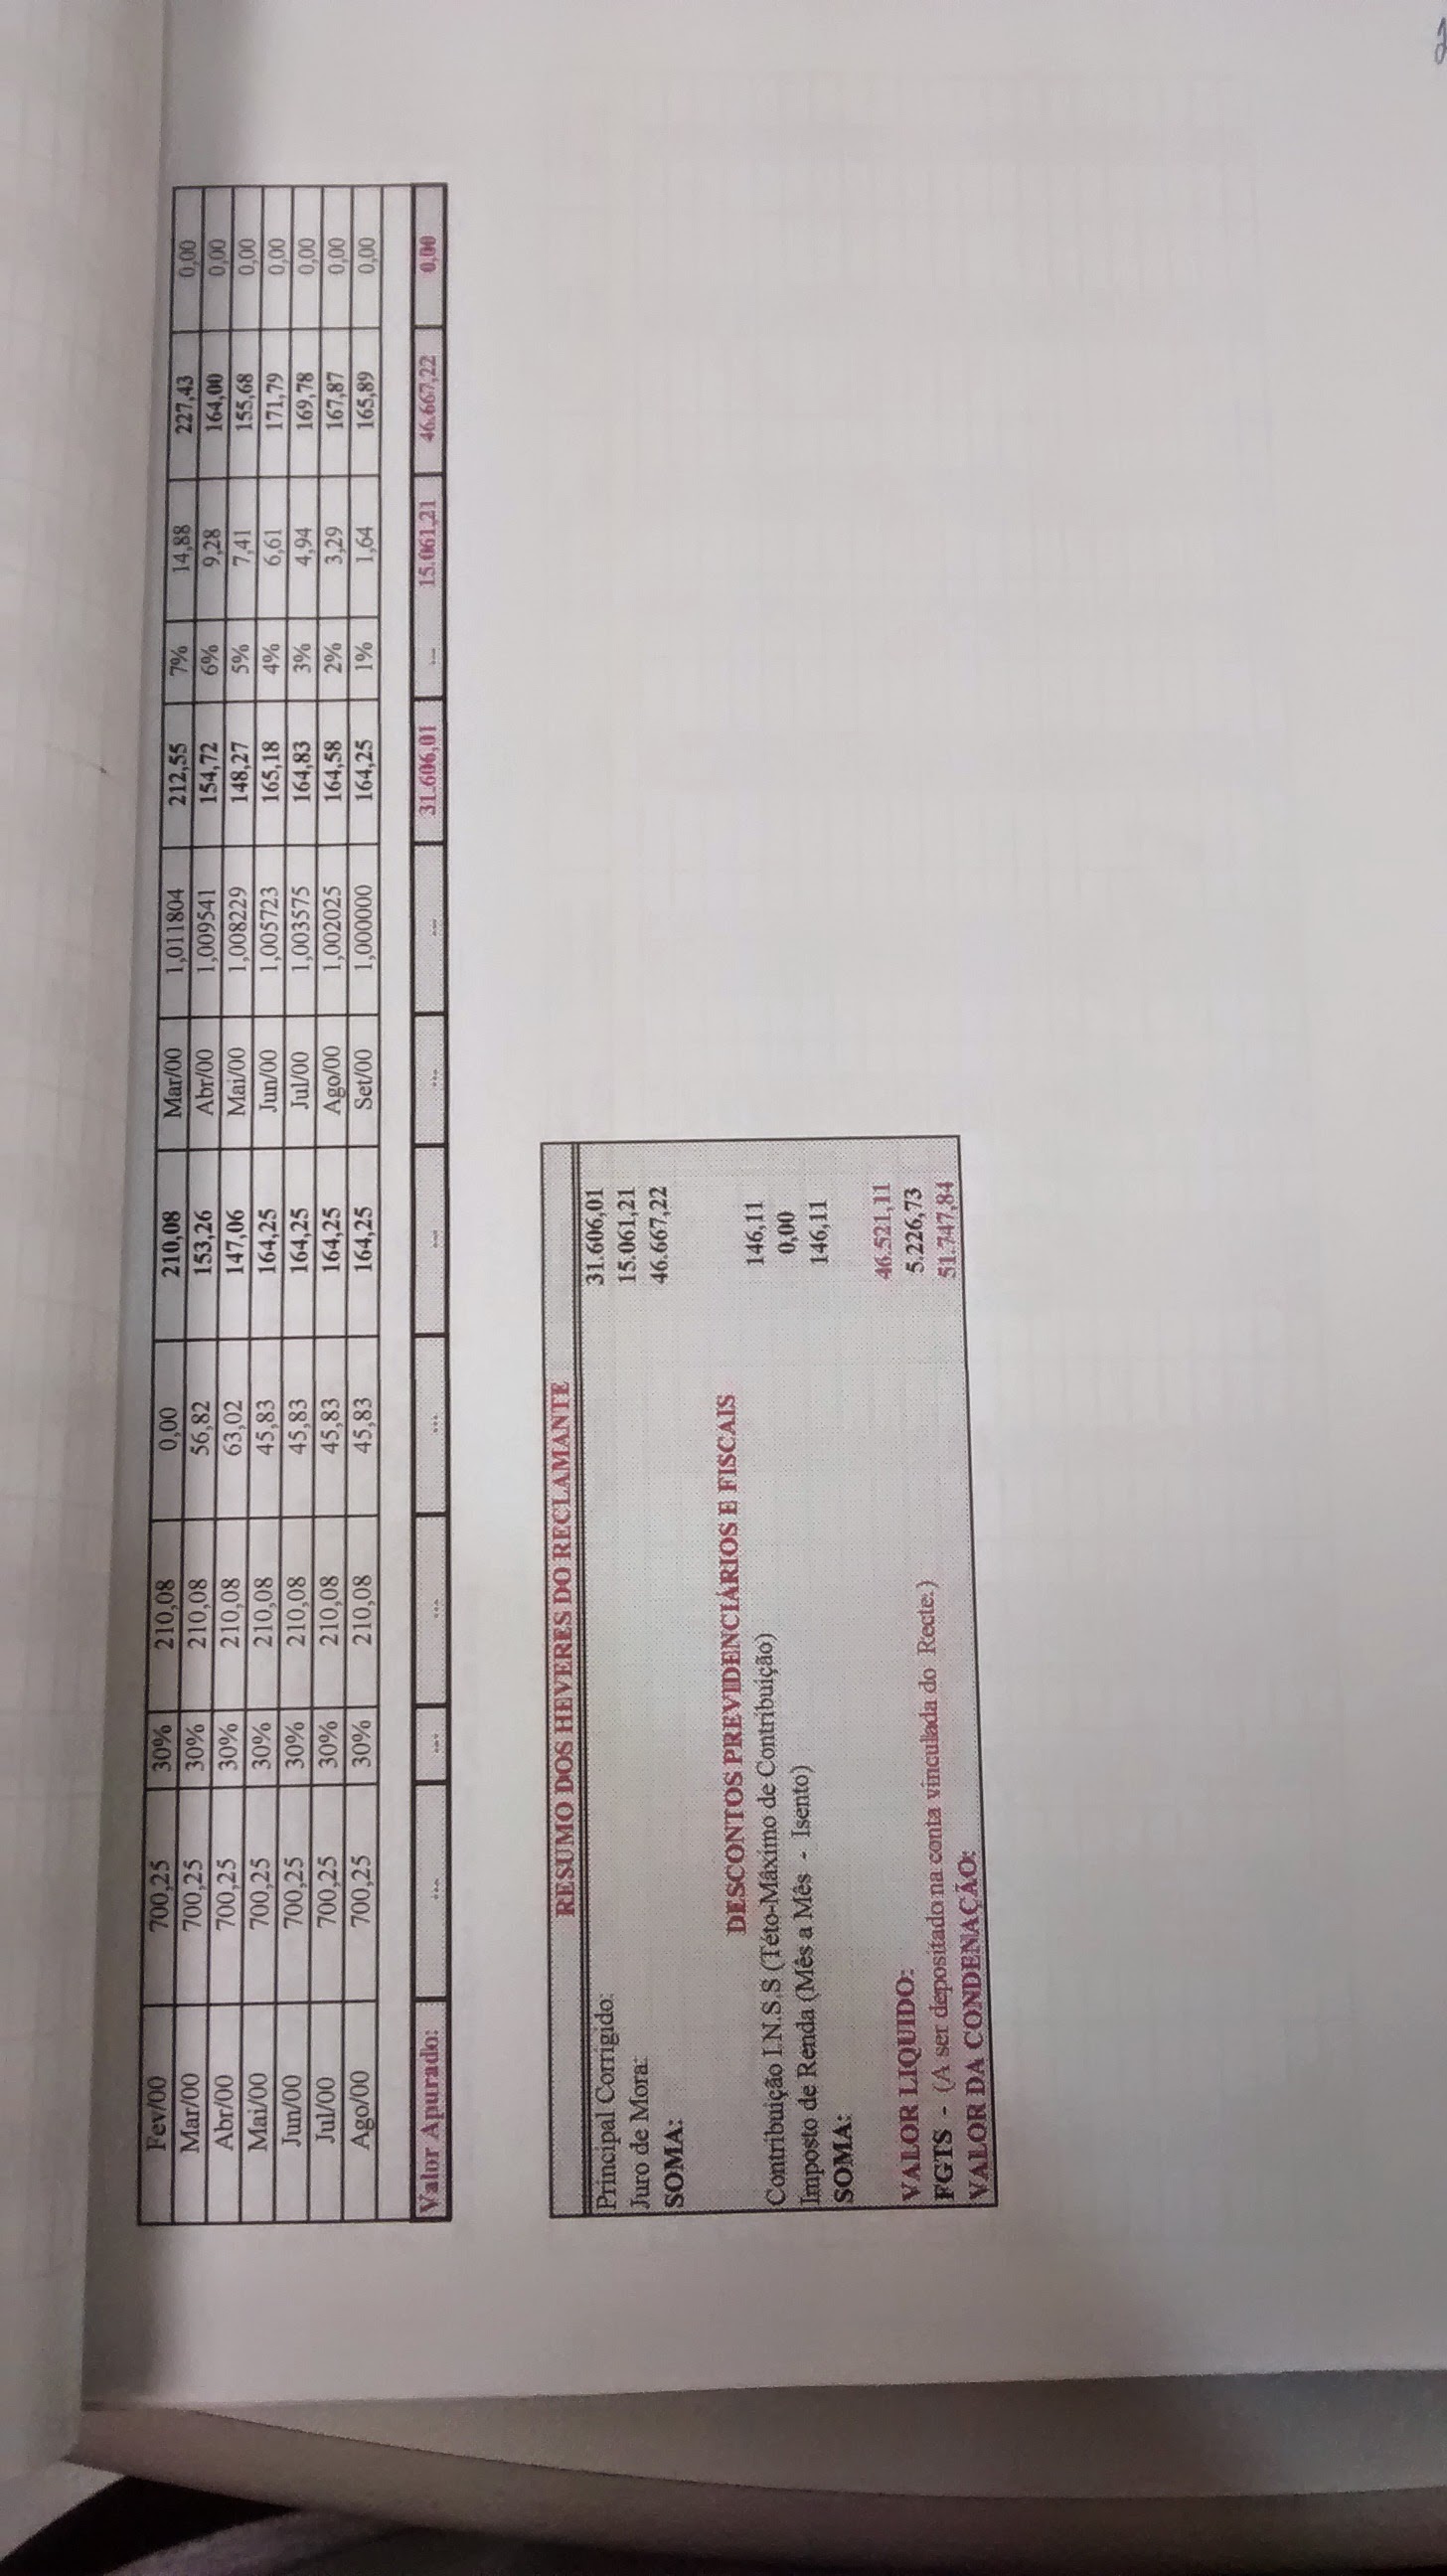 Fev/00 700,25 30% 210,08 0,00 210,08 Mar/00 1,011804 212,55 7% 14,88 227,43 0,00
Mar/00 700,25 30% 210,08 56,82 153,26 Abr/00 1,009541 154,72 6% 9,28 164,00 0,00
Abr/00 700,25 30% 210,08 63,02 147,06 Mai/00 1,008229 148,27 5% 7,41 155,68 0,00
Mai/00 700,25 30% 210,08 45,83 164,25 Jun/00 1,005723 165,18 4% 6,61 171,79 0,00
Jun/00 700,25 30% 210,08 45,83 164,25 Jul/00 1,003575 164,83 3% 4,94 169,78 0,00
Jul/00 700,25 30% 210,08 45,83 164,25 Ago/00 1,002025 164,58 2% 3,29 167,87 0,00
Ago/00 700,25 30% 210,08 45,83 164,25 Set/00 1,000000 164,25 1% 1,64 165,89 0,00
Valor Apurado: ... ... ... ... ... ... ... 31.606,01 ... 15.061,21 46.667,22 0,00
RESUMO DOS HEVERES DO RECLAMANTE
Principal Corrigido: 31.606,01
Juro de Mora: 15.061,21
SOMA: 46.667,22
DESCONTOS PREVIDENCIÁRIOS E FISCAIS
Contribuição I.N.S.S (Této-Máximo de Contribuição) 146,11
Imposto de Renda (Mês a Mês - Isento) 0,00
SOMA: 146,11
VALOR LIQUIDO: 46.521,11
FGTS - (A ser depositado na conta vinculada do Recte.) 5.226,73
VALOR DA CONDENAÇÃO: 51.747,84